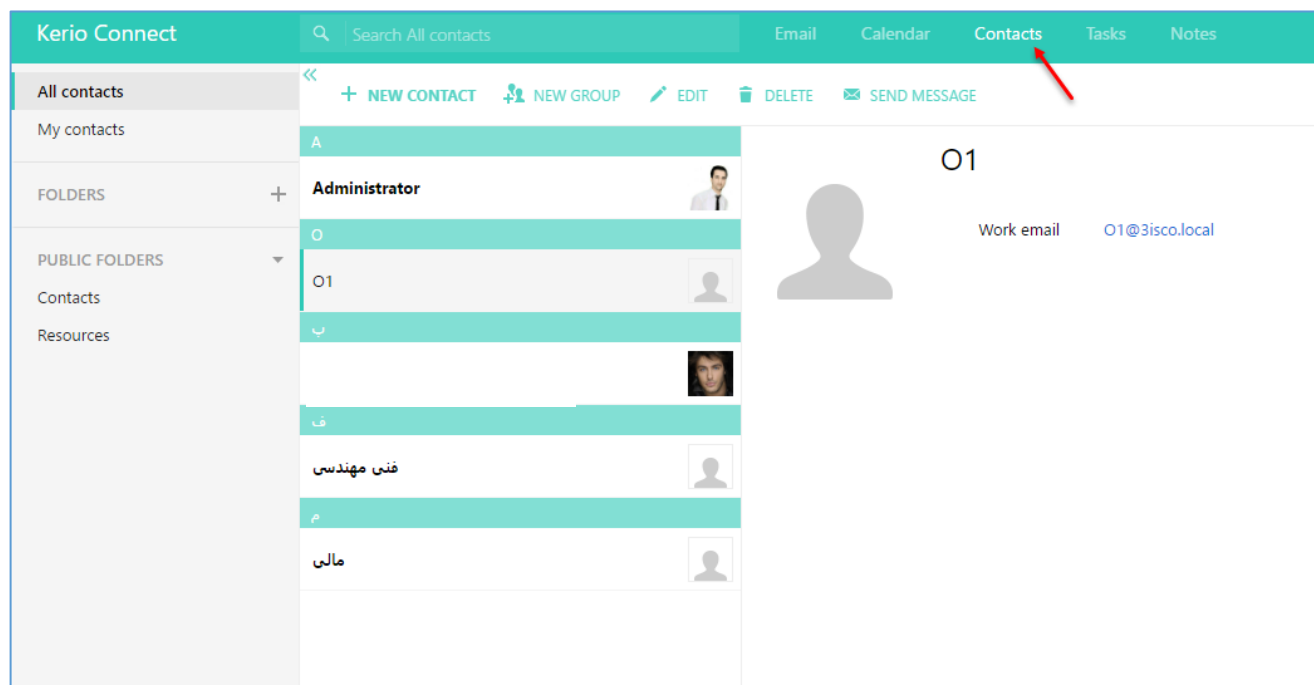 Kerio Connect
Search All contacts
Email Calendar Contacts Tasks Notes
All contacts
My contacts
FOLDERS
PUBLIC FOLDERS
Contacts
Resources
NEW CONTACT NEW GROUP EDIT DELETE SEND MESSAGE
A
Administrator
O
O1
پ
ف
فنی مهندسی
م
مالی
O1
Work email O1@3isco.local